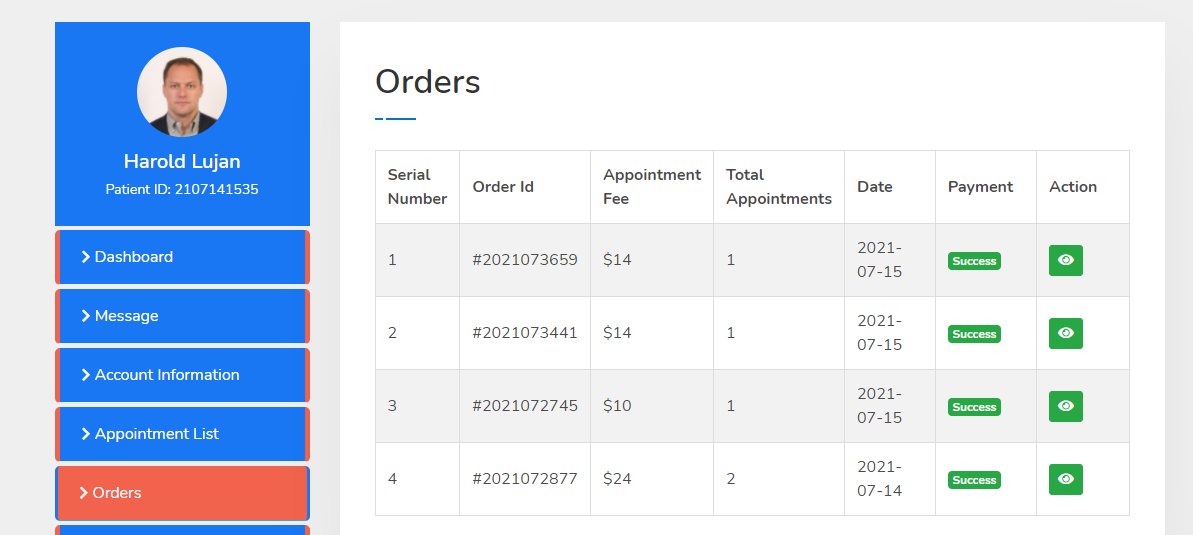 Harold Lujan
Patient ID: 2107141535
Dashboard
Message
Account Information
Appointment List
Orders
Orders
Serial Number Order Id Appointment Fee Total Appointments Date Payment Action
1 #2021073659 $14 1 2021-07-15 Success
2 #2021073441 $14 1 2021-07-15 Success
3 #2021072745 $10 1 2021-07-15 Success
4 #2021072877 $24 2 2021-07-14 Success